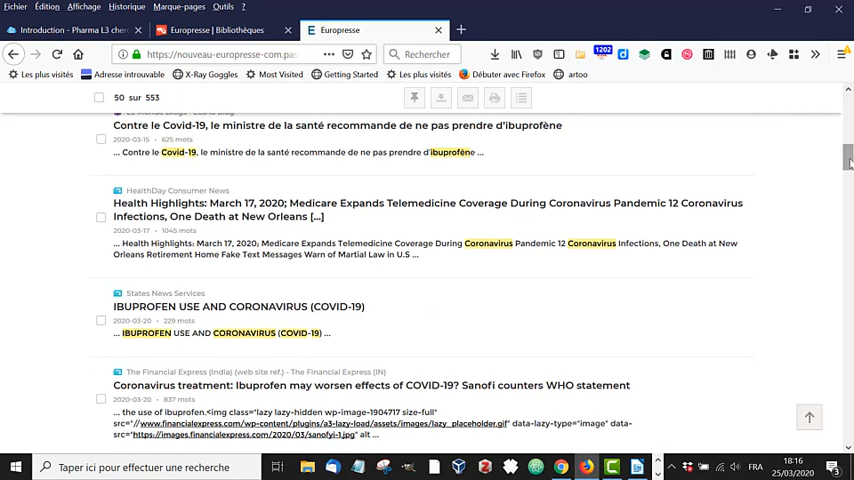 Fichier Édition Affichage Historique Marque-pages Outils ?
Introduction - Pharma L3 cherc
Europresse | Bibliothèques
Europresse
https://nouveau-europresse-com.pas
Rechercher
1202
Les plus visités
Adresse introuvable
X-Ray Goggles
Most Visited
Getting Started
Les plus visités
Débuter avec Firefox
artoo
50 sur 553
Contre le Covid-19, le ministre de la santé recommande de ne pas prendre d'ibuprofène
2020-03-15 • 625 mots
... Contre le Covid-19, le ministre de la santé recommande de ne pas prendre d'ibuprofène ...
HealthDay Consumer News
Health Highlights: March 17, 2020; Medicare Expands Telemedicine Coverage During Coronavirus Pandemic 12 Coronavirus
Infections, One Death at New Orleans [...]
2020-03-17 • 1045 mots
... Health Highlights: March 17, 2020; Medicare Expands Telemedicine Coverage During Coronavirus Pandemic 12 Coronavirus Infections, One Death at New
Orleans Retirement Home Fake Text Messages Warn of Martial Law in U.S ...
States News Services
IBUPROFEN USE AND CORONAVIRUS (COVID-19)
2020-03-20 • 229 mots
... IBUPROFEN USE AND CORONAVIRUS (COVID-19) ...
The Financial Express (India) (web site ref.) - The Financial Express (IN)
Coronavirus treatment: Ibuprofen may worsen effects of COVID-19? Sanofi counters WHO statement
2020-03-20 • 837 mots
... the use of ibuprofen.<img class="lazy lazy-hidden wp-image-1904717 size-full"
src="//www.financialexpress.com/wp-content/plugins/a3-lazy-load/assets/images/lazy_placeholder.gif" data-lazy-type="image" data-
src="https://images.financialexpress.com/2020/03/sanofyi-1.jpg" alt ...
Taper ici pour effectuer une recherche
FRA
18:16
25/03/2020
3